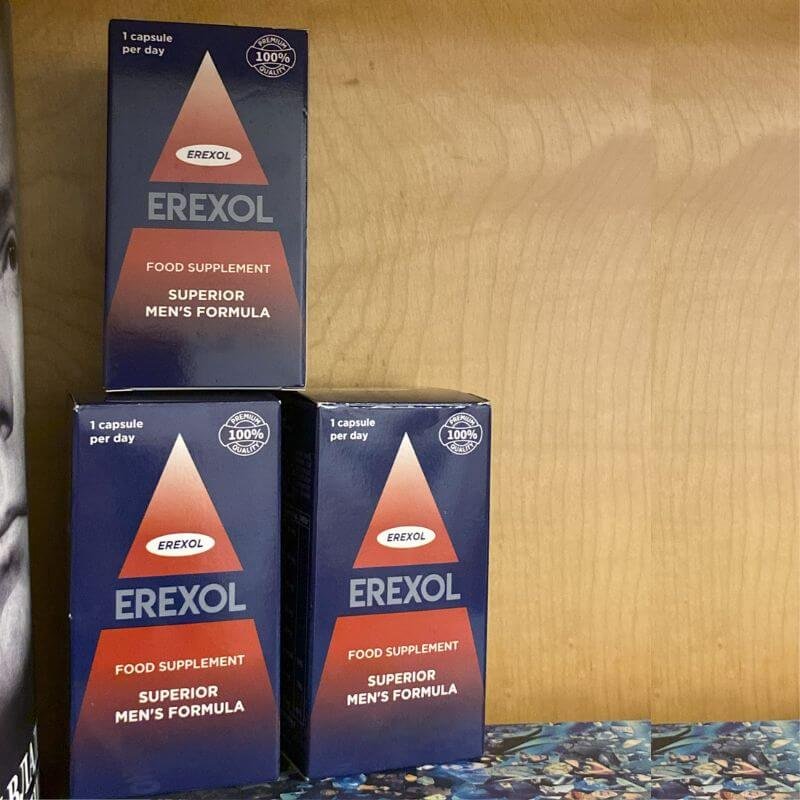 1 capsule
per day
PREMIUM
100%
QUALITY
EREXOL
EREXOL
FOOD SUPPLEMENT
SUPERIOR
MEN'S FORMULA
1 capsule
per day
PREMIUM
100%
QUALITY
EREXOL
EREXOL
FOOD SUPPLEMENT
SUPERIOR
MEN'S FORMULA
1 capsule
per day
PREMIUM
100%
QUALITY
EREXOL
EREXOL
FOOD SUPPLEMENT
SUPERIOR
MEN'S FORMULA